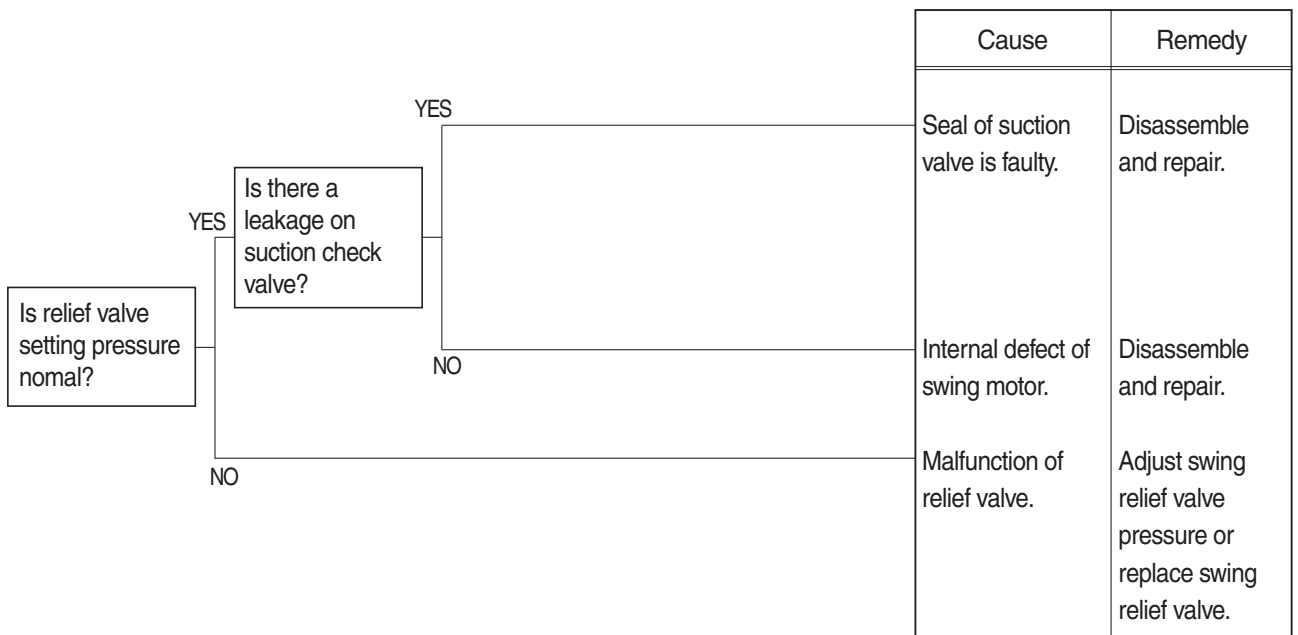 Cause
Remedy
YES
Seal of suction
valve is faulty.
Disassemble
and repair.
Is there a
leakage on
suction check
valve?
YES
Is relief valve
setting pressure
nomal?
NO
Internal defect of
swing motor.
Disassemble
and repair.
NO
Malfunction of
relief valve.
Adjust swing
relief valve
pressure or
replace swing
relief valve.